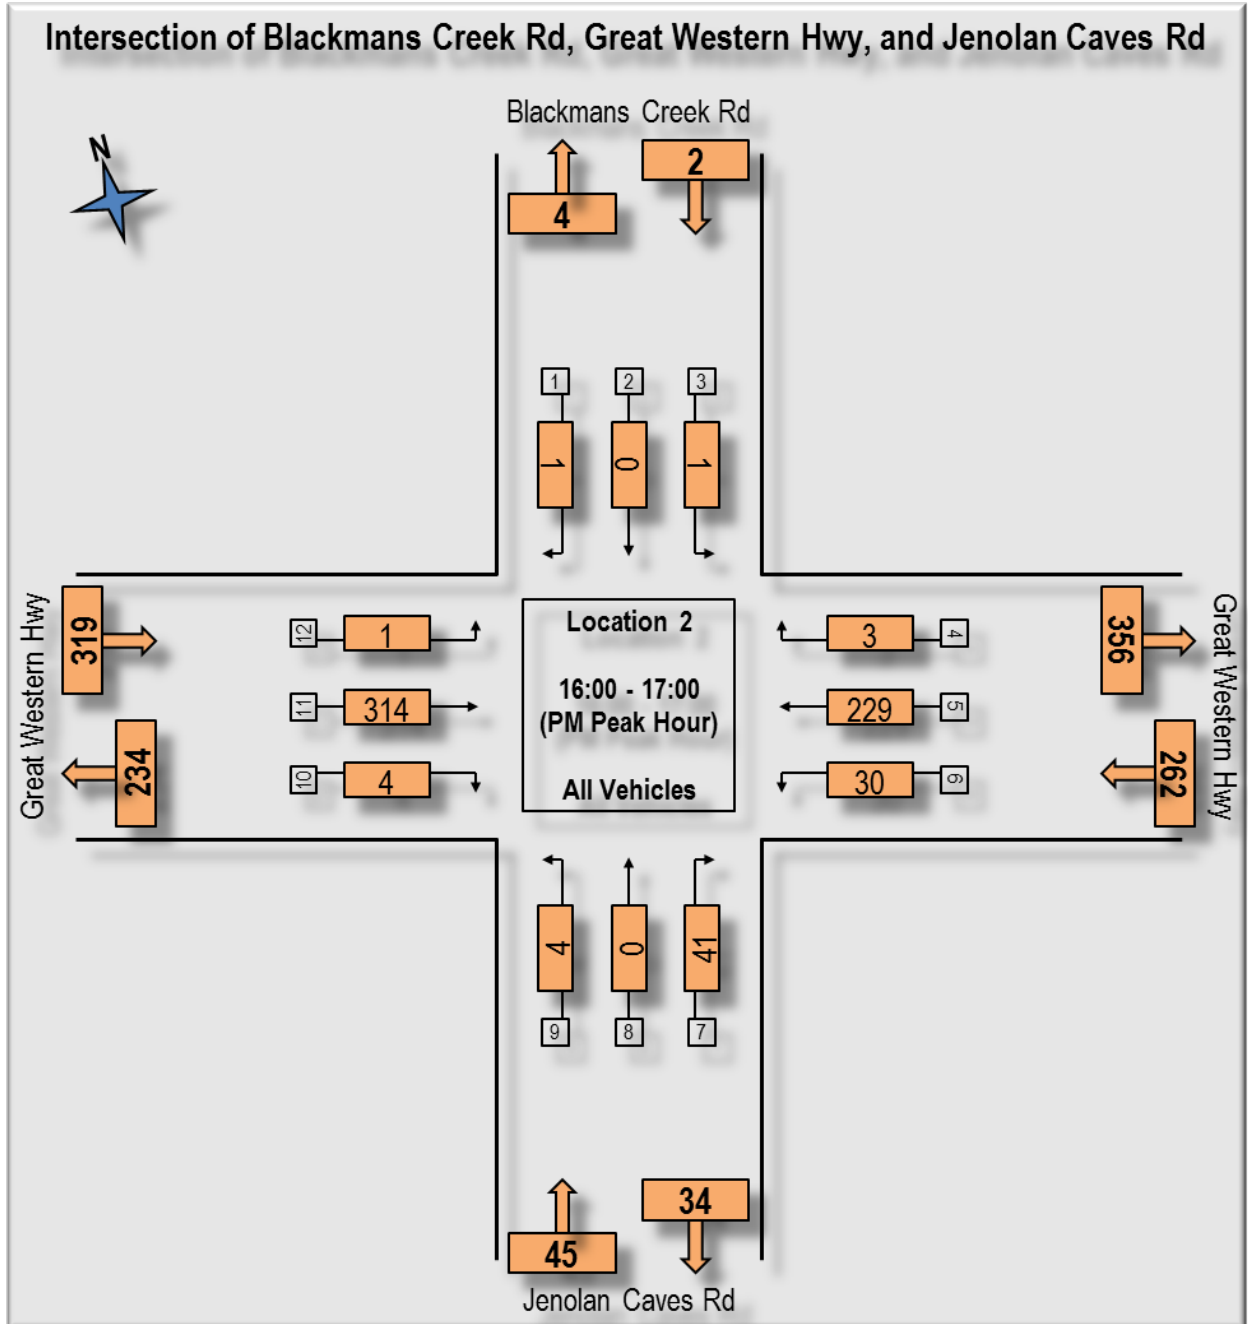 Intersection of Blackmans Creek Rd, Great Western Hwy, and Jenolan Caves Rd
Blackmans Creek Rd
N
2
4
1 2 3
1 0 1
Great Western Hwy
319
234
12 1
11 314
10 4
Location 2
16:00 - 17:00
(PM Peak Hour)
All Vehicles
3 4
229 5
30 6
356
262
Great Western Hwy
4 0 41
9 8 7
34
45
Jenolan Caves Rd